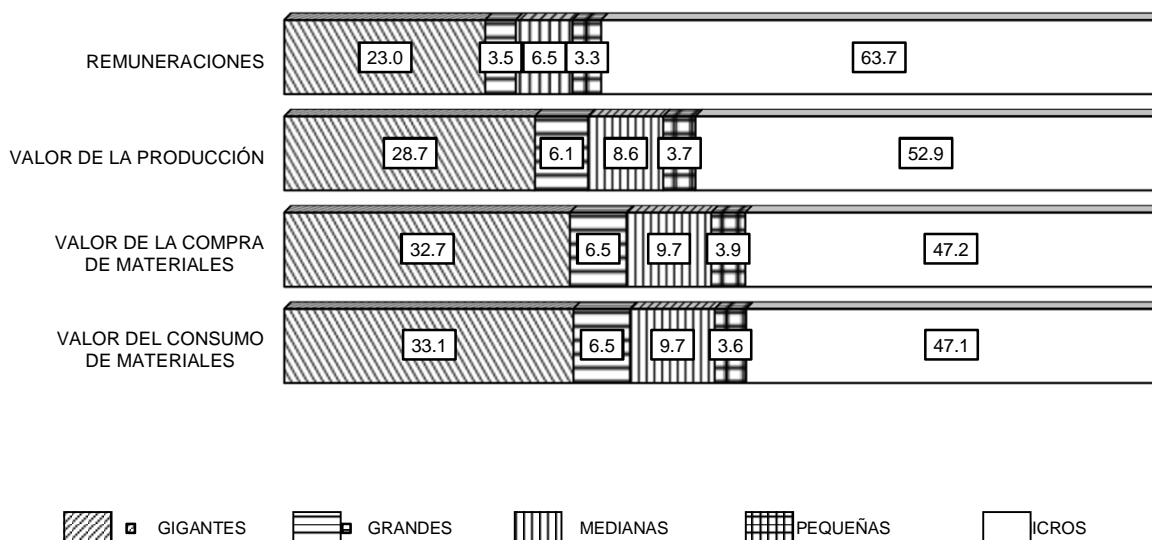 REMUNERACIONES
23.0 3.5 6.5 3.3 63.7
VALOR DE LA PRODUCCIÓN
28.7 6.1 8.6 3.7 52.9
VALOR DE LA COMPRA
DE MATERIALES
32.7 6.5 9.7 3.9 47.2
VALOR DEL CONSUMO
DE MATERIALES
33.1 6.5 9.7 3.6 47.1
GIGANTES GRANDES MEDIANAS PEQUEÑAS ICROS